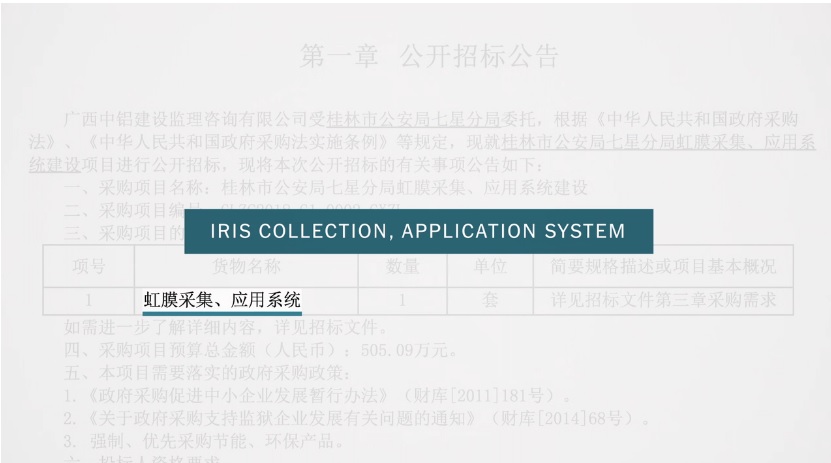 第一章 公开招标公告
广西中铝建设监理咨询有限公司受桂林市公安局七星分局委托，根据《中华人民共和国政府采购
法》、《中华人民共和国政府采购法实施条例》等规定，现就桂林市公安局七星分局虹膜采集、应用系
统建设项目进行公开招标，现将本次公开招标的有关事项公告如下：
一、采购项目名称：桂林市公安局七星分局虹膜采集、应用系统建设
二、采购项目编号
三、采购项目的
IRIS COLLECTION, APPLICATION SYSTEM
项号 货物名称 数量 单位 简要规格描述或项目基本概况
1 虹膜采集、应用系统 1 套 详见招标文件第三章采购需求
如需进一步了解详细内容，详见招标文件。
四、采购项目预算总金额（人民币）：505.09万元。
五、本项目需要落实的政府采购政策：
1.《政府采购促进中小企业发展暂行办法》（财库[2011]181号）。
2.《关于政府采购支持监狱企业发展有关问题的通知》（财库[2014]68号）。
3. 强制、优先采购节能、环保产品。